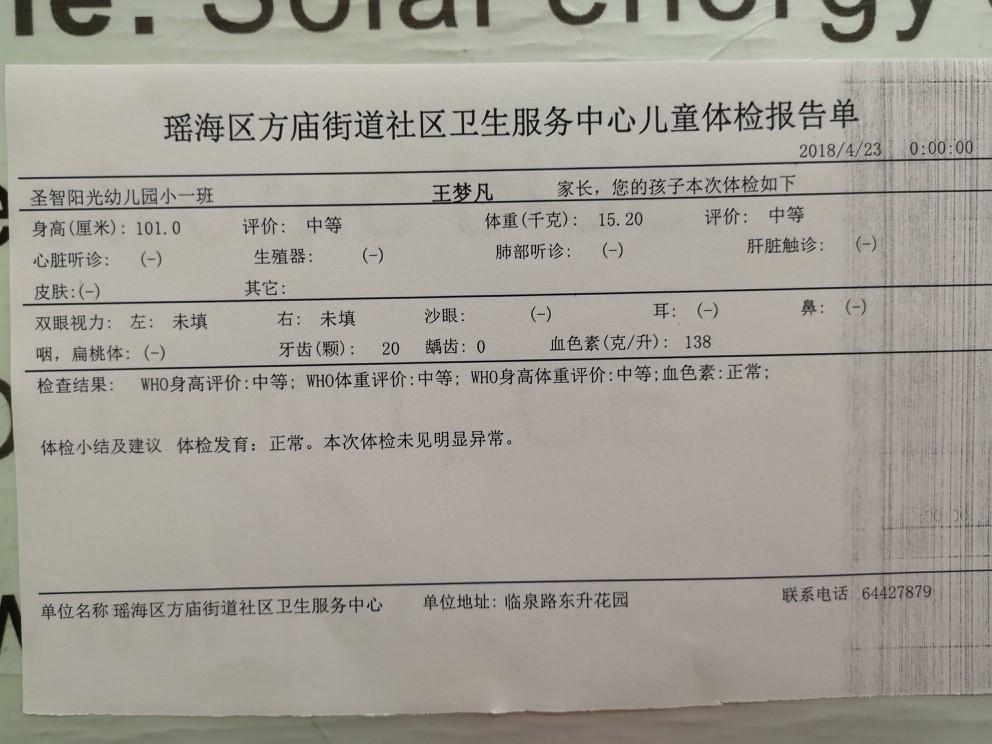 Solar energy
瑶海区方庙街道社区卫生服务中心儿童体检报告单
2018/4/23 0:00:00
圣智阳光幼儿园小一班 王梦凡 家长，您的孩子本次体检如下
身高(厘米): 101.0 评价: 中等 体重(千克): 15.20 评价: 中等
心脏听诊: (-) 生殖器: (-) 肺部听诊: (-) 肝脏触诊: (-)
皮肤:(-) 其它:
双眼视力: 左: 未填 右: 未填 沙眼: (-) 耳: (-) 鼻: (-)
咽，扁桃体: (-) 牙齿(颗): 20 龋齿: 0 血色素(克/升): 138
检查结果: WHO身高评价:中等; WHO体重评价:中等; WHO身高体重评价:中等;血色素:正常;
体检小结及建议 体检发育: 正常。本次体检未见明显异常。
单位名称 瑶海区方庙街道社区卫生服务中心 单位地址: 临泉路东升花园 联系电话 64427879